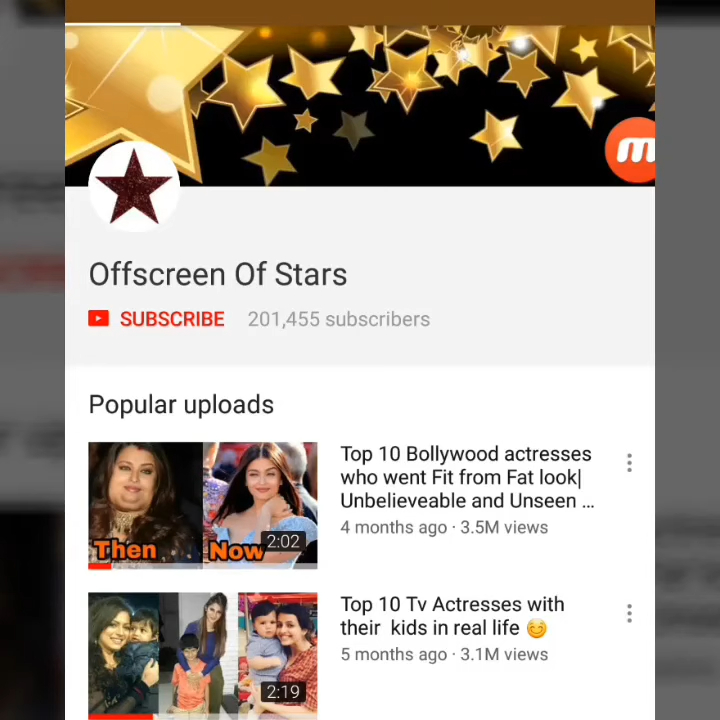 m
Offscreen Of Stars
SUBSCRIBE 201,455 subscribers
Popular uploads
Then Now 2:02
Top 10 Bollywood actresses
who went Fit from Fat look|
Unbelieveable and Unseen ...
4 months ago · 3.5M views
2:19
Top 10 Tv Actresses with
their kids in real life 😊
5 months ago · 3.1M views